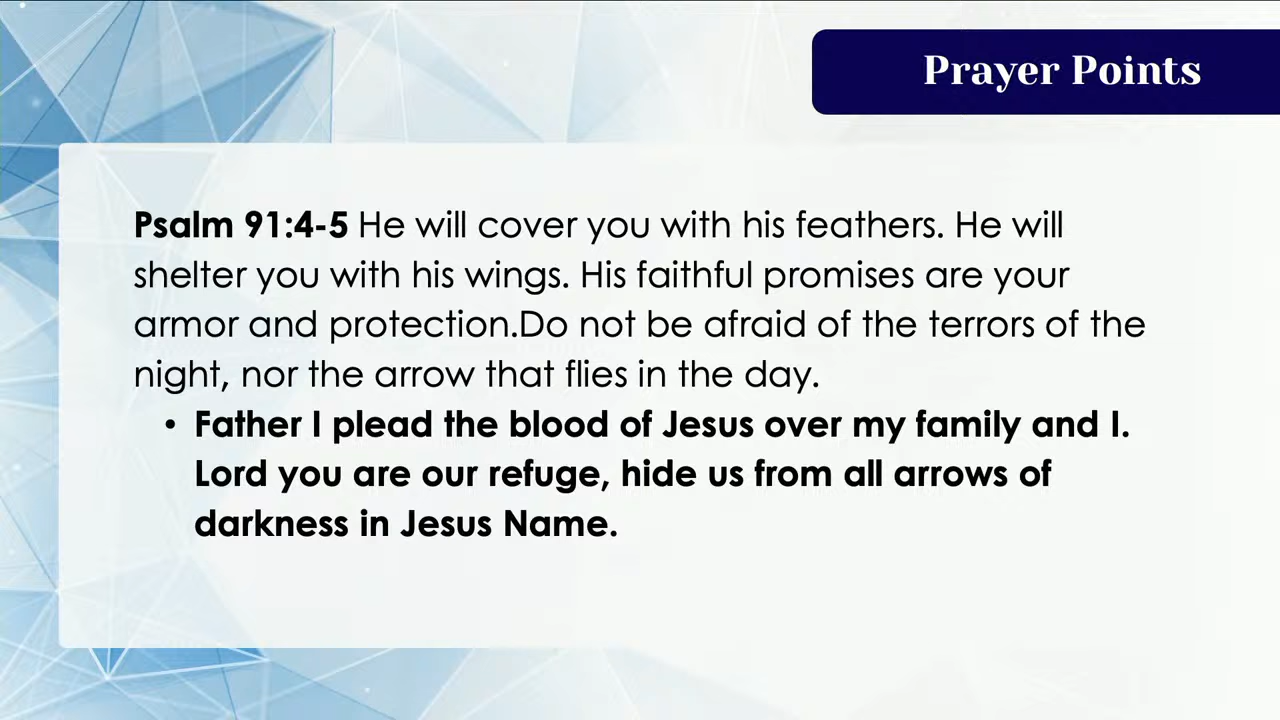 Prayer Points
Psalm 91:4-5 He will cover you with his feathers. He will
shelter you with his wings. His faithful promises are your
armor and protection.Do not be afraid of the terrors of the
night, nor the arrow that flies in the day.
• Father I plead the blood of Jesus over my family and I.
Lord you are our refuge, hide us from all arrows of
darkness in Jesus Name.